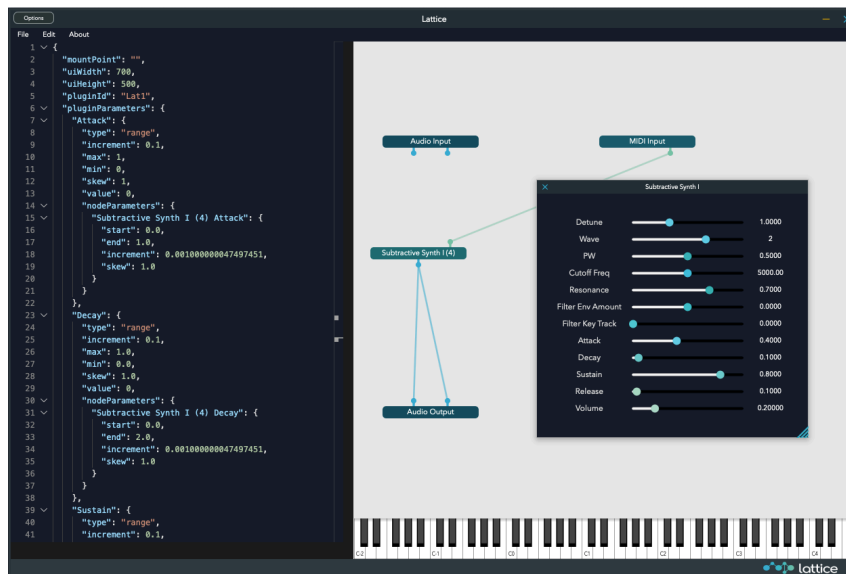 Options
Lattice
File Edit About
1 {
2 "mountPoint": "",
3 "uiWidth": 700,
4 "uiHeight": 500,
5 "pluginId": "Lat1",
6 "pluginParameters": {
7 "Attack": {
8 "type": "range",
9 "increment": 0.1,
10 "max": 1,
11 "min": 0,
12 "skew": 1,
13 "value": 0,
14 "nodeParameters": {
15 "Subtractive Synth I (4) Attack": {
16 "start": 0.0,
17 "end": 1.0,
18 "increment": 0.001000000047497451,
19 "skew": 1.0
20 }
21 }
22 },
23 "Decay": {
24 "type": "range",
25 "increment": 0.1,
26 "max": 1.0,
27 "min": 0.0,
28 "skew": 1.0,
29 "value": 0,
30 "nodeParameters": {
31 "Subtractive Synth I (4) Decay": {
32 "start": 0.0,
33 "end": 2.0,
34 "increment": 0.001000000047497451,
35 "skew": 1.0
36 }
37 }
38 },
39 "Sustain": {
40 "type": "range",
41 "increment": 0.1,
Audio Input
MIDI Input
Subtractive Synth I (4)
Audio Output
Subtractive Synth I
Detune 1.0000
Wave 2
PW 0.5000
Cutoff Freq 5000.00
Resonance 0.7000
Filter Env Amount 0.0000
Filter Key Track 0.0000
Attack 0.4000
Decay 0.1000
Sustain 0.8000
Release 0.1000
Volume 0.20000
C-2 C-1 C0 C1 C2 C3 C4
lattice